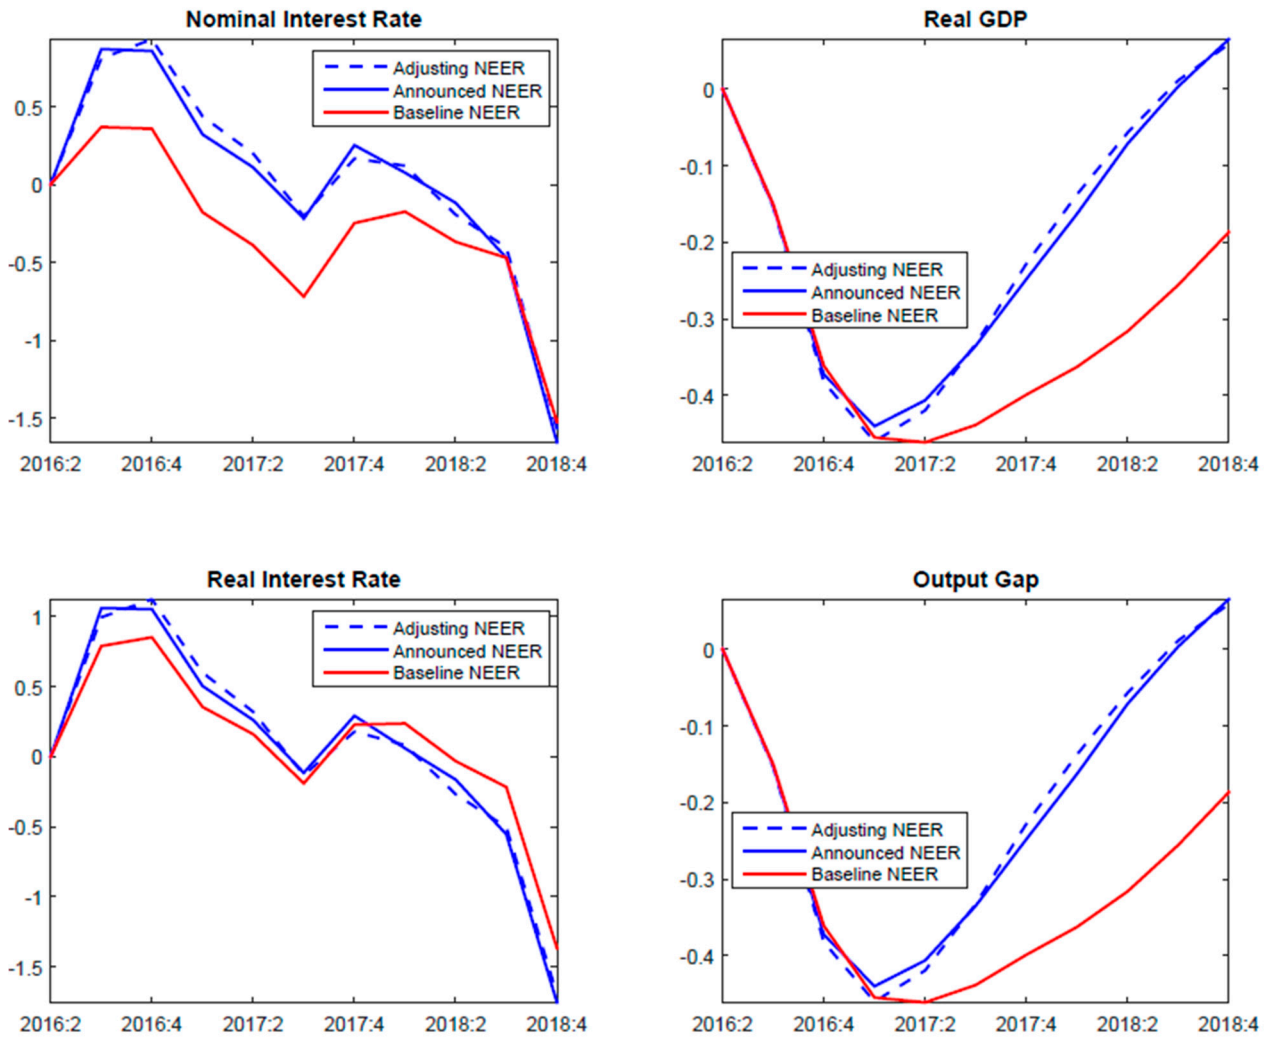 Nominal Interest Rate
Adjusting NEER
Announced NEER
Baseline NEER
0.5
0
-0.5
-1
-1.5
2016:2 2016:4 2017:2 2017:4 2018:2 2018:4
Real GDP
0
-0.1
-0.2
Adjusting NEER
Announced NEER
Baseline NEER
-0.3
-0.4
2016:2 2016:4 2017:2 2017:4 2018:2 2018:4
Real Interest Rate
1
Adjusting NEER
Announced NEER
Baseline NEER
0.5
0
-0.5
-1
-1.5
2016:2 2016:4 2017:2 2017:4 2018:2 2018:4
Output Gap
0
-0.1
-0.2
Adjusting NEER
Announced NEER
Baseline NEER
-0.3
-0.4
2016:2 2016:4 2017:2 2017:4 2018:2 2018:4